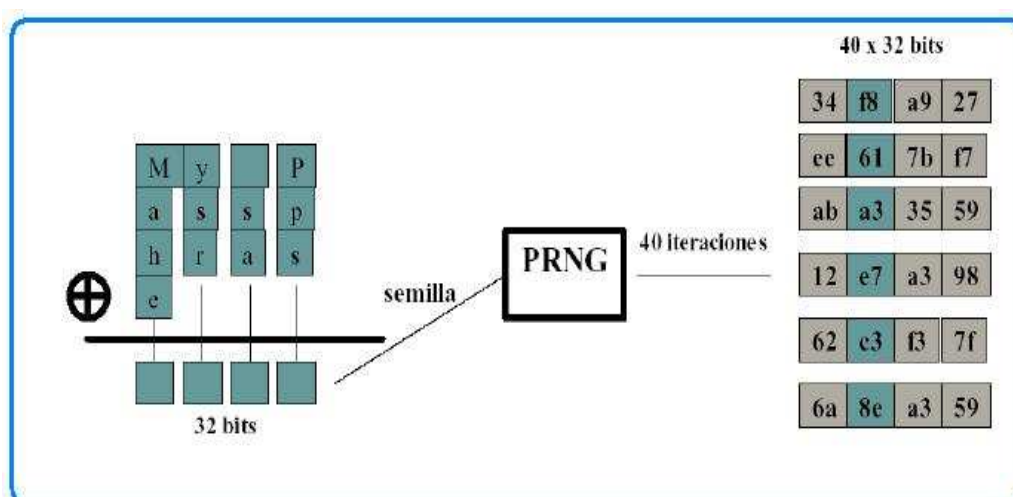 40 x 32 bits
34 f8 a9 27
ee 61 7b f7
ab a3 35 59
12 e7 a3 98
62 c3 f3 7f
6a 8e a3 59
M y P
a s s p
h r a s
e
semilla
PRNG
40 iteraciones
32 bits